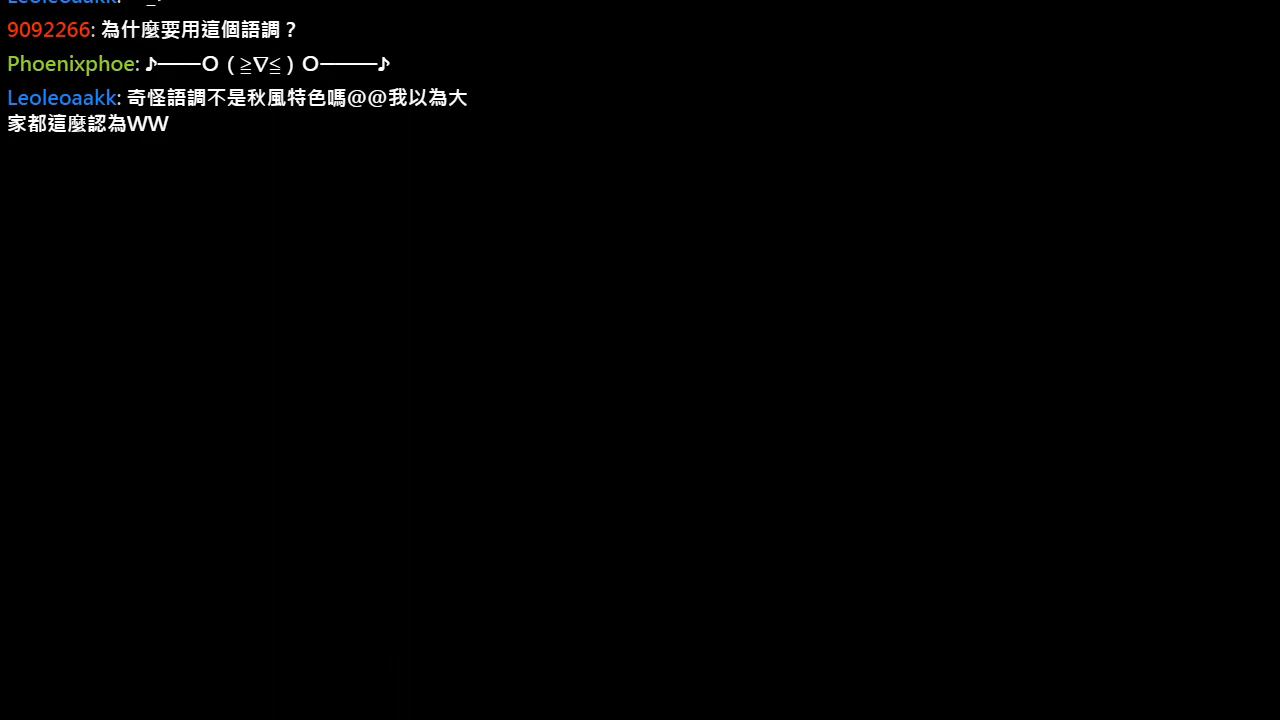 9092266: 為什麼要用這個語調？
Phoenixphoe: ♪───Ｏ（≧∇≦）Ｏ────♪
Leoleoaakk: 奇怪語調不是秋風特色嗎@@我以為大
家都這麼認為WW